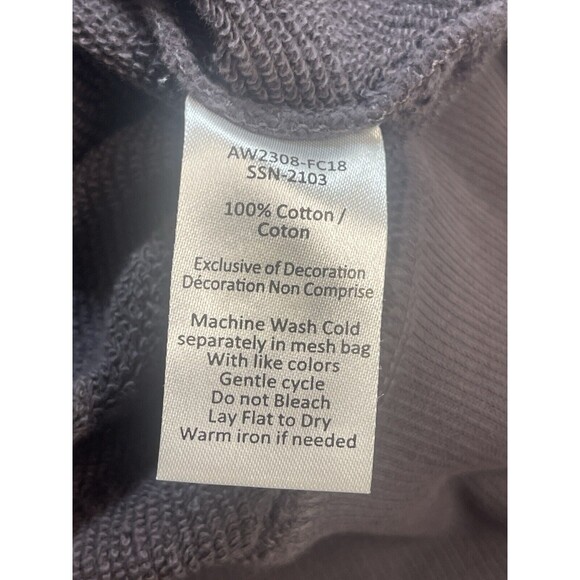 AW2308-FC18
SSN-2103
100% Cotton /
Coton
Exclusive of Decoration
Décoration Non Comprise
Machine Wash Cold
separately in mesh bag
With like colors
Gentle cycle
Do not Bleach
Lay Flat to Dry
Warm iron if needed